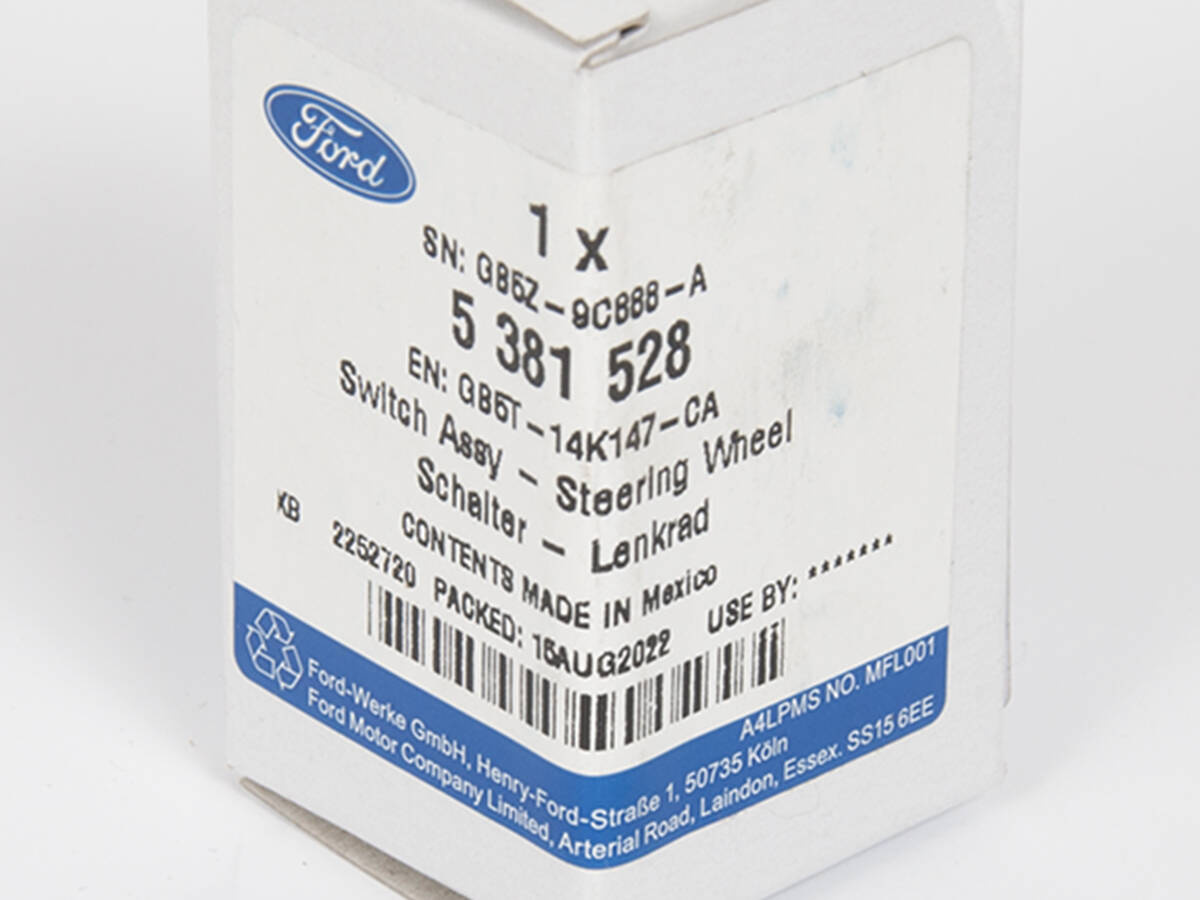 Ford
1 x
SN: GB5Z-9C888-A
5 381 528
EN: GB5T-14K147-CA
Switch Assy - Steering Wheel
Schalter - Lenkrad
CONTENTS MADE IN Mexico
KB 2252720 PACKED: 16AUG2022 USE BY: *******
A4LPMS NO. MFL001
Ford-Werke GmbH, Henry-Ford-Straße 1, 50735 Köln
Ford Motor Company Limited, Arterial Road, Laindon, Essex. SS15 6EE